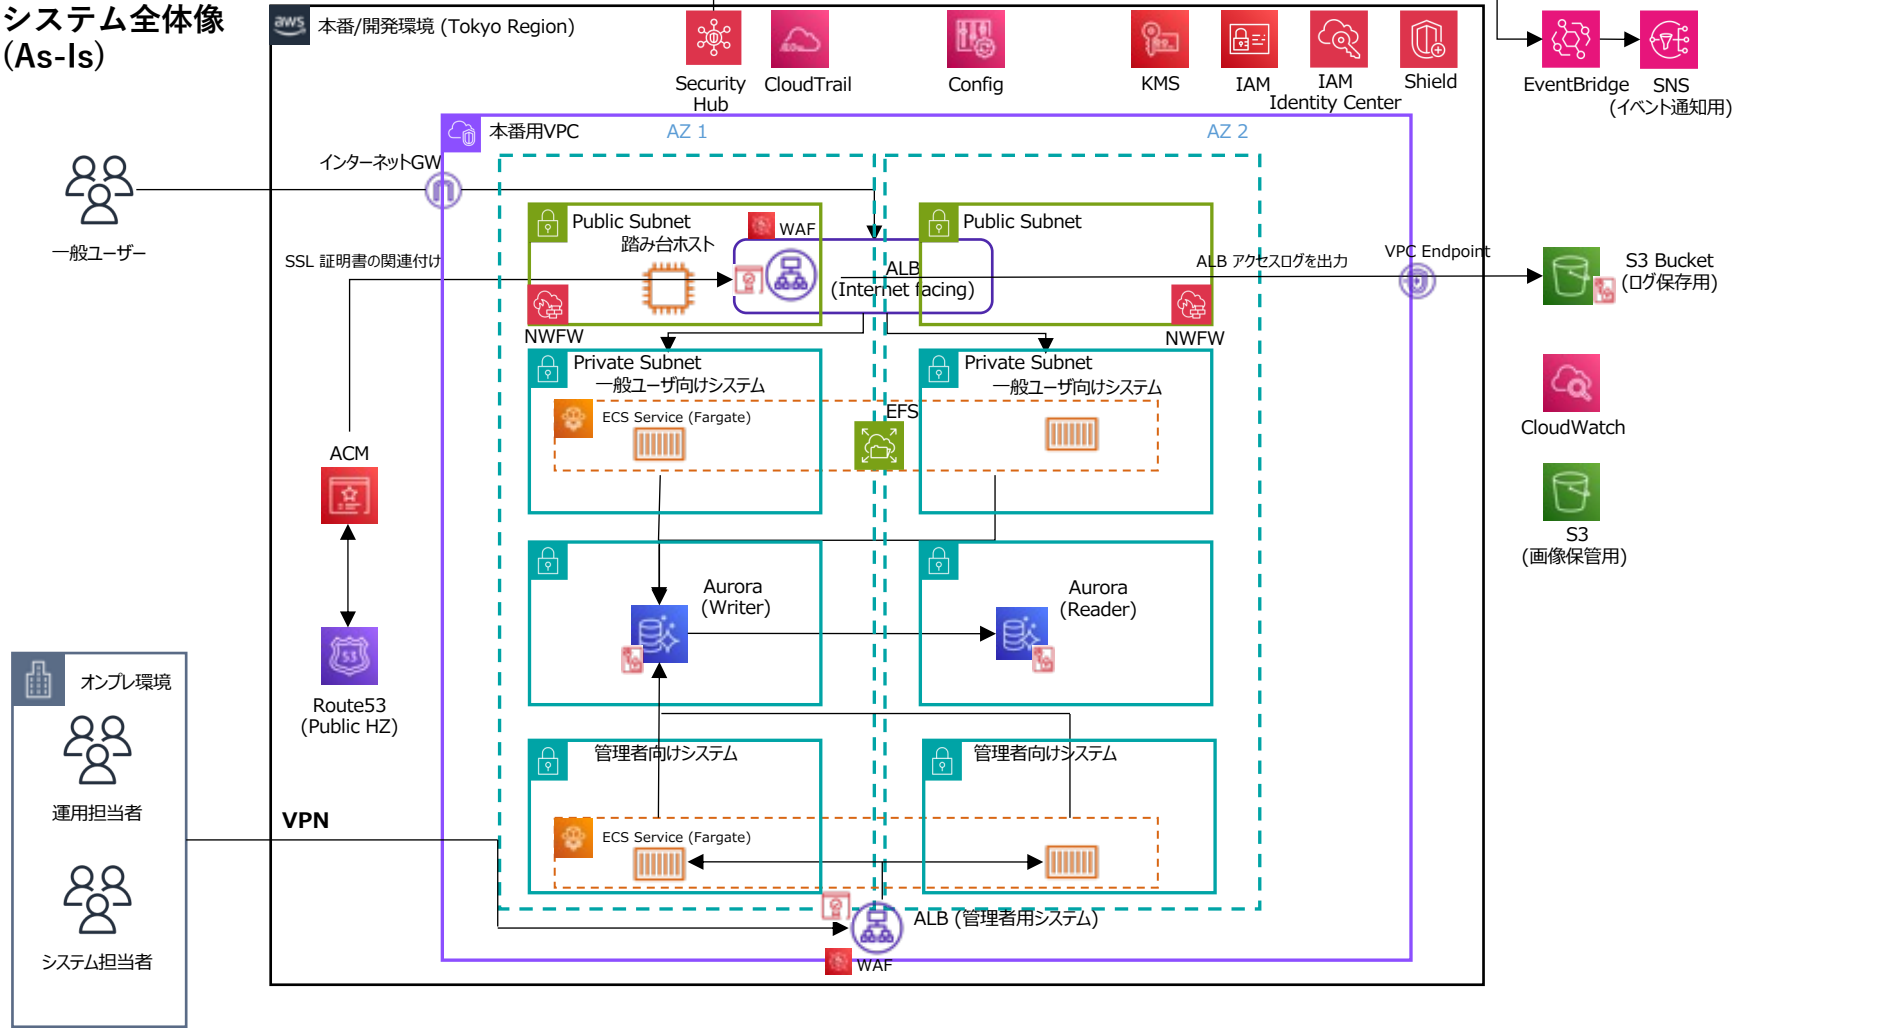 システム全体像
(As-Is)
aws
本番/開発環境 (Tokyo Region)
Security
Hub
CloudTrail
Config
KMS
IAM
IAM
Identity Center
Shield
EventBridge
SNS
(イベント通知用)
本番用VPC
AZ 1
AZ 2
インターネットGW
一般ユーザー
Public Subnet
踏み台ホスト
WAF
Public Subnet
SSL 証明書の関連付け
ALB
(Internet facing)
ALB アクセスログを出力
VPC Endpoint
S3 Bucket
(ログ保存用)
NWFW
NWFW
Private Subnet
一般ユーザ向けシステム
Private Subnet
一般ユーザ向けシステム
ECS Service (Fargate)
EFS
CloudWatch
ACM
S3
(画像保管用)
Aurora
(Writer)
Aurora
(Reader)
53
Route53
(Public HZ)
オンプレ環境
運用担当者
システム担当者
VPN
管理者向けシステム
管理者向けシステム
ECS Service (Fargate)
ALB (管理者用システム)
WAF